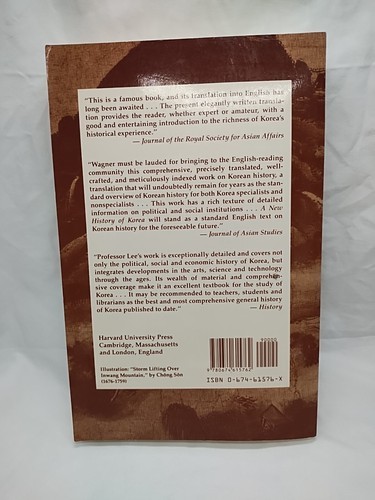 "This is a famous book, and its translation into English has
long been awaited . . . The present elegantly written transla-
tion provides the reader, whether expert or amateur, with a
good and entertaining introduction to the richness of Korea's
historical experience."
— Journal of the Royal Society for Asian Affairs
"Wagner must be lauded for bringing to the English-reading
community this comprehensive, precisely translated, well-
crafted, and meticulously indexed work on Korean history, a
translation that will undoubtedly remain for years as the stan-
dard overview of Korean history for both Korea specialists and
nonspecialists . . . This work has a rich texture of detailed
information on political and social institutions . . . A New
History of Korea will stand as a standard English text on
Korean history for the foreseeable future."
— Journal of Asian Studies
"Professor Lee's work is exceptionally detailed and covers not
only the political, social and economic history of Korea, but
integrates developments in the arts, science and technology
through the ages. Its wealth of material and comprehen-
sive coverage make it an excellent textbook for the study of
Korea . . . It may be recommended to teachers, students and
librarians as the best and most comprehensive general history
of Korea published to date."
— History
Harvard University Press
Cambridge, Massachusetts
and London, England
Illustration: "Storm Lifting Over
Inwang Mountain," by Chŏng Sŏn
(1676-1759)
90000
9 780674 615762
ISBN 0-674-61576-X